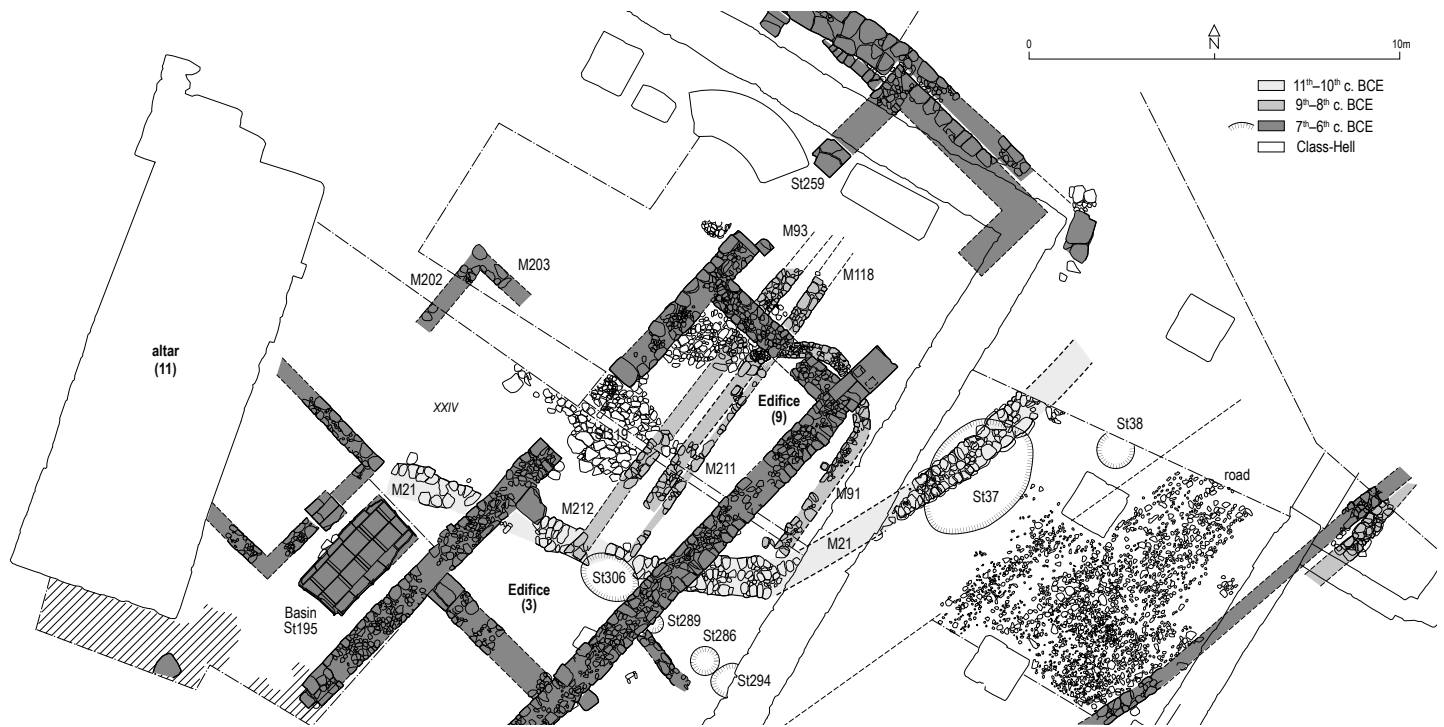 0
N
10m
11th–10th c. BCE
9th–8th c. BCE
7th–6th c. BCE
Class-Hell
St259
M93
M118
M202
M203
altar
(11)
XXIV
Edifice
(9)
M21
M211
M212
M91
M21
St37
St38
road
Basin
St195
Edifice
(3)
St306
St289
St286
St294